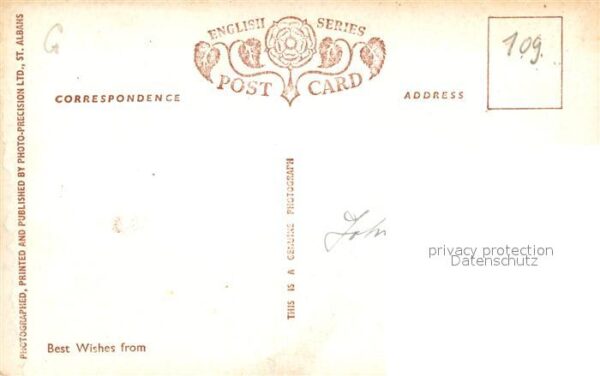 PHOTOGRAPHED, PRINTED AND PUBLISHED BY PHOTO-PRECISION LTD., ST. ALBANS
G
ENGLISH SERIES
POST CARD
CORRESPONDENCE
ADDRESS
109.
THIS IS A GENUINE PHOTOGRAPH
John
privacy protection
Datenschutz
Best Wishes from